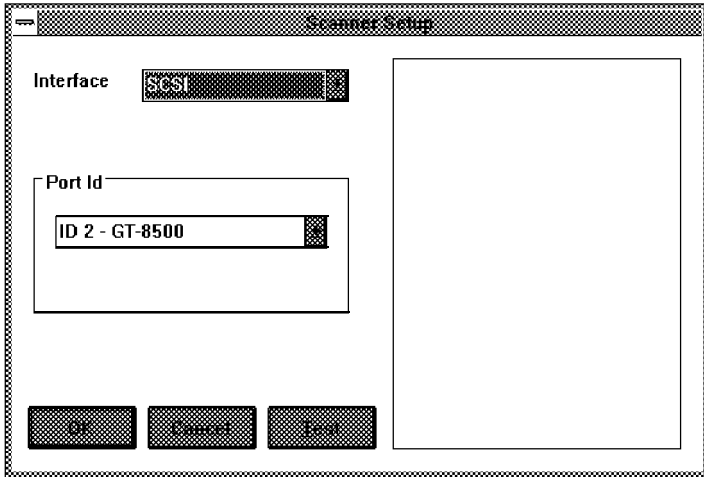 Scanner Setup
Interface
SCSI
Port Id
ID 2 - GT-8500
OK
Cancel
Test